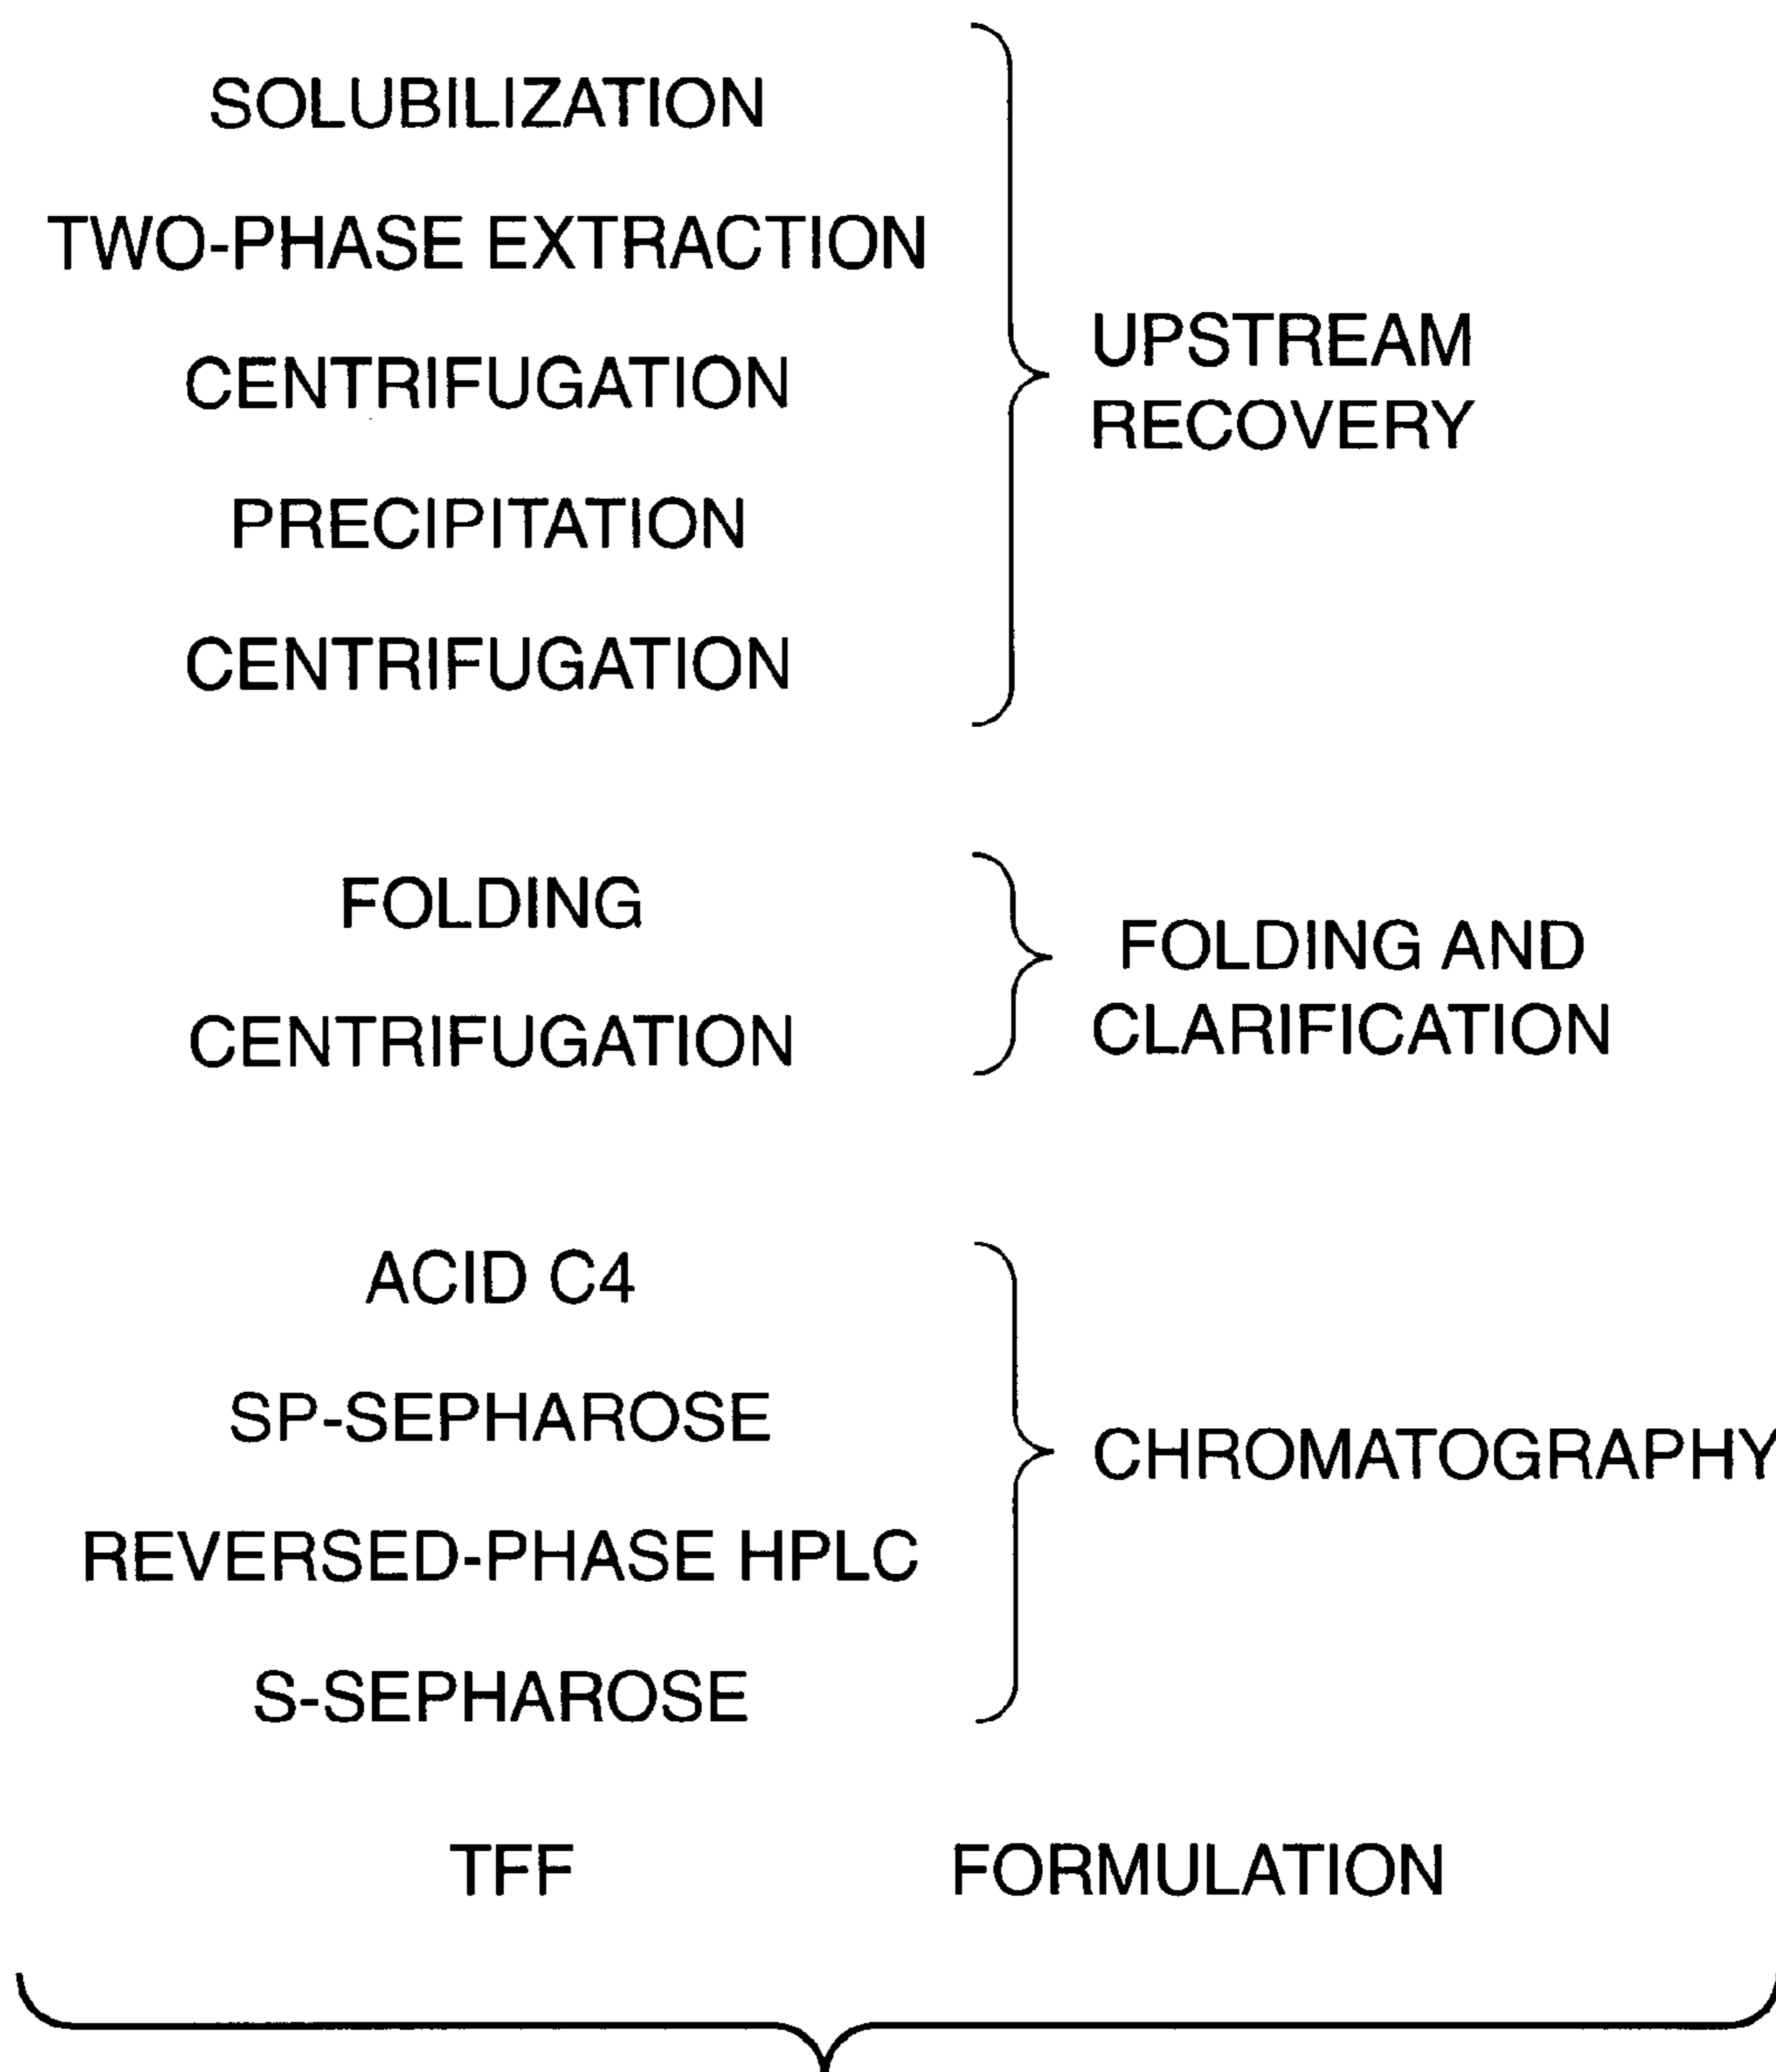 SOLUBILIZATION
TWO-PHASE EXTRACTION
CENTRIFUGATION
PRECIPITATION
CENTRIFUGATION
UPSTREAM
RECOVERY
FOLDING
CENTRIFUGATION
FOLDING AND
CLARIFICATION
ACID C4
SP-SEPHAROSE
REVERSED-PHASE HPLC
S-SEPHAROSE
CHROMATOGRAPHY
TFF
FORMULATION